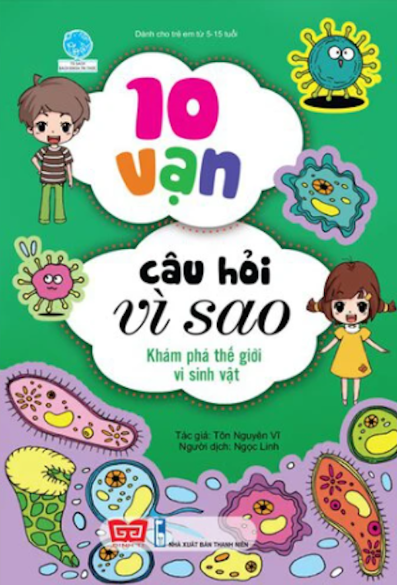 Dành cho trẻ em từ 5-15 tuổi
10
vạn
câu hỏi
vì sao
Khám phá thế giới
vi sinh vật
Tác giả: Tôn Nguyên Vĩ
Người dịch: Ngọc Linh
NHÀ XUẤT BẢN THANH NIÊN